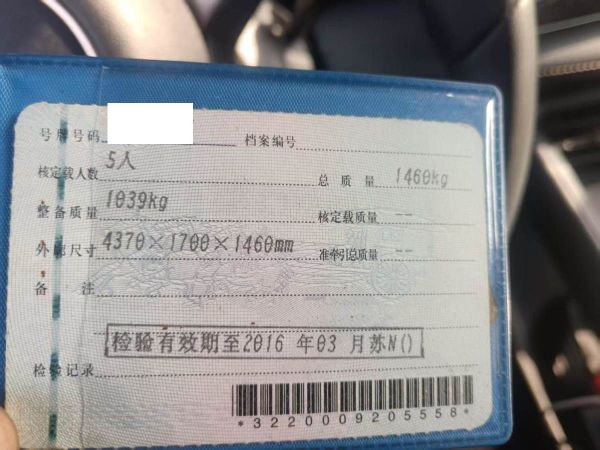 号牌号码 档案编号
核定载人数 5人 总质量 1460kg
整备质量 1039kg 核定载质量 --
外廓尺寸 4370×1700×1460mm 准牵引总质量 --
备注
检验有效期至2016 年03 月苏N()
检验记录
*3220009205558*